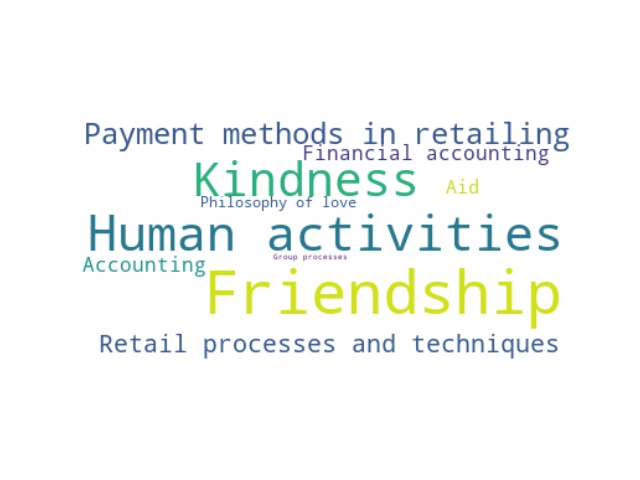 Payment methods in retailing
Financial accounting
Kindness
Aid
Philosophy of love
Human activities
Group processes
Accounting
Friendship
Retail processes and techniques